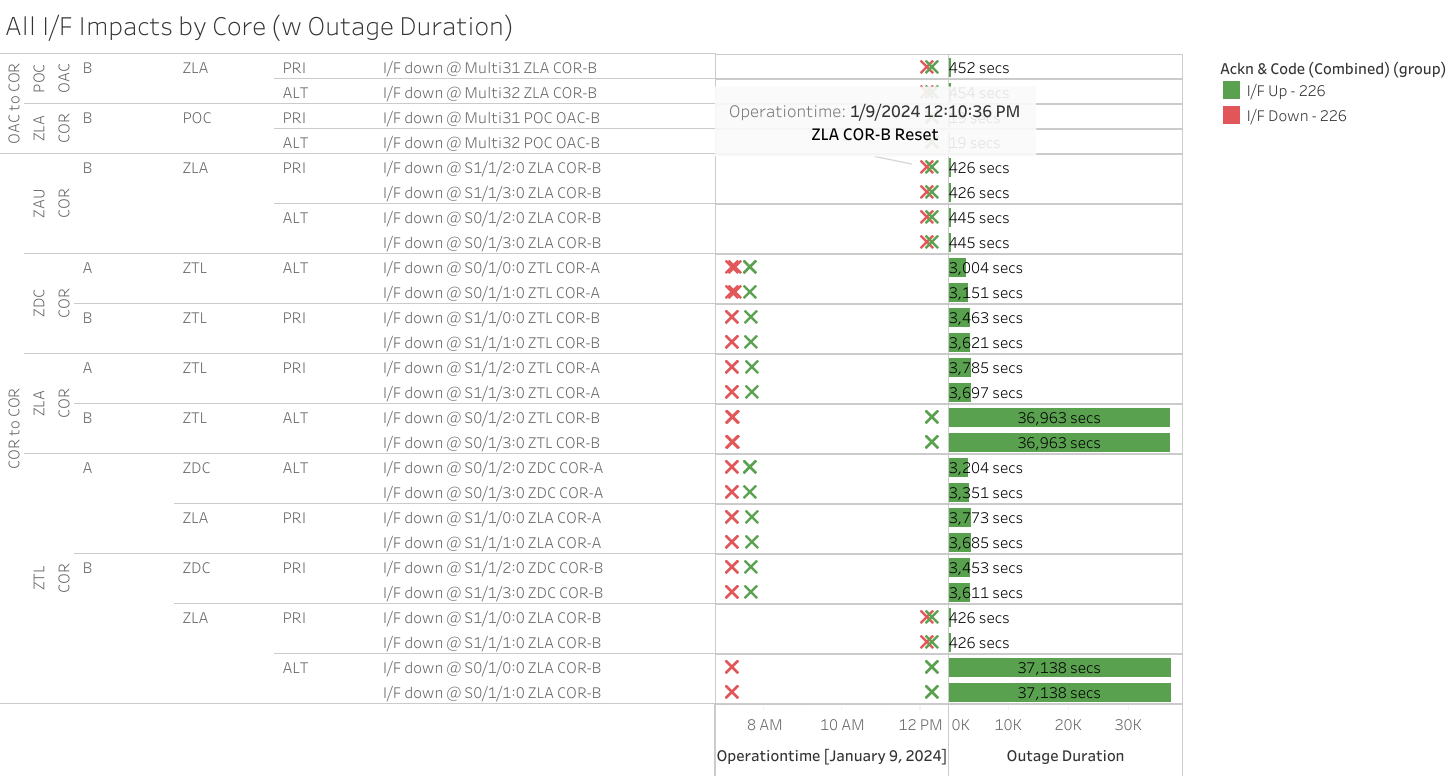 All I/F Impacts by Core (w Outage Duration)
Ackn & Code (Combined) (group)
I/F Up - 226
I/F Down - 226
OAC to COR
POC OAC
B ZLA PRI I/F down @ Multi31 ZLA COR-B 452 secs
ALT I/F down @ Multi32 ZLA COR-B 454 secs
ZLA COR
B POC PRI I/F down @ Multi31 POC OAC-B secs
ALT I/F down @ Multi32 POC OAC-B 19 secs
Operationtime: 1/9/2024 12:10:36 PM
ZLA COR-B Reset
COR to COR
ZAU COR
B ZLA PRI I/F down @ S1/1/2:0 ZLA COR-B 426 secs
I/F down @ S1/1/3:0 ZLA COR-B 426 secs
ALT I/F down @ S0/1/2:0 ZLA COR-B 445 secs
I/F down @ S0/1/3:0 ZLA COR-B 445 secs
ZDC COR
A ZTL ALT I/F down @ S0/1/0:0 ZTL COR-A 3,004 secs
I/F down @ S0/1/1:0 ZTL COR-A 3,151 secs
B ZTL PRI I/F down @ S1/1/0:0 ZTL COR-B 3,463 secs
I/F down @ S1/1/1:0 ZTL COR-B 3,621 secs
ZLA COR
A ZTL PRI I/F down @ S1/1/2:0 ZTL COR-A 3,785 secs
I/F down @ S1/1/3:0 ZTL COR-A 3,697 secs
B ZTL ALT I/F down @ S0/1/2:0 ZTL COR-B 36,963 secs
I/F down @ S0/1/3:0 ZTL COR-B 36,963 secs
ZTL COR
A ZDC ALT I/F down @ S0/1/2:0 ZDC COR-A 3,204 secs
I/F down @ S0/1/3:0 ZDC COR-A 3,351 secs
ZLA PRI I/F down @ S1/1/0:0 ZLA COR-A 3,773 secs
I/F down @ S1/1/1:0 ZLA COR-A 3,685 secs
B ZDC PRI I/F down @ S1/1/2:0 ZDC COR-B 3,453 secs
I/F down @ S1/1/3:0 ZDC COR-B 3,611 secs
ZLA PRI I/F down @ S1/1/0:0 ZLA COR-B 426 secs
I/F down @ S1/1/1:0 ZLA COR-B 426 secs
ALT I/F down @ S0/1/0:0 ZLA COR-B 37,138 secs
I/F down @ S0/1/1:0 ZLA COR-B 37,138 secs
8 AM 10 AM 12 PM 0K 10K 20K 30K
Operationtime [January 9, 2024] Outage Duration